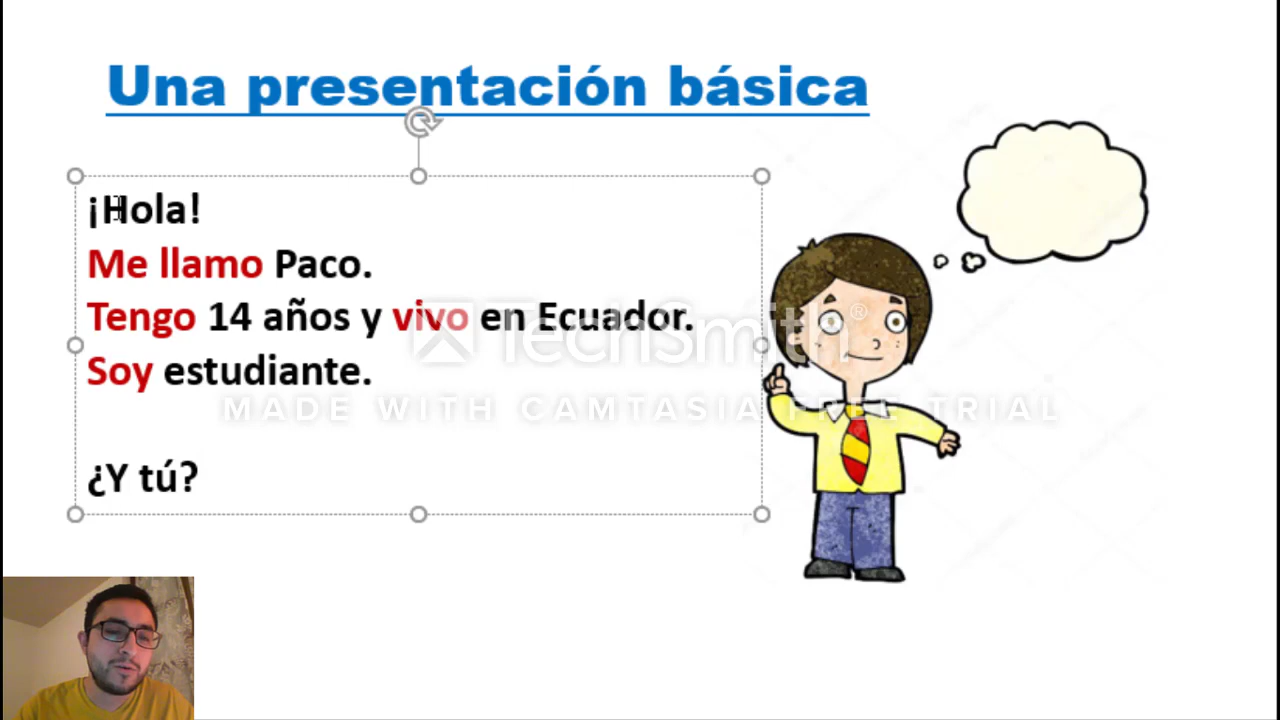 Una presentación básica
¡Hola!
Me llamo Paco.
Tengo 14 años y vivo en Ecuador.
Soy estudiante.
¿Y tú?
TechSmith®
MADE WITH CAMTASIA FREE TRIAL